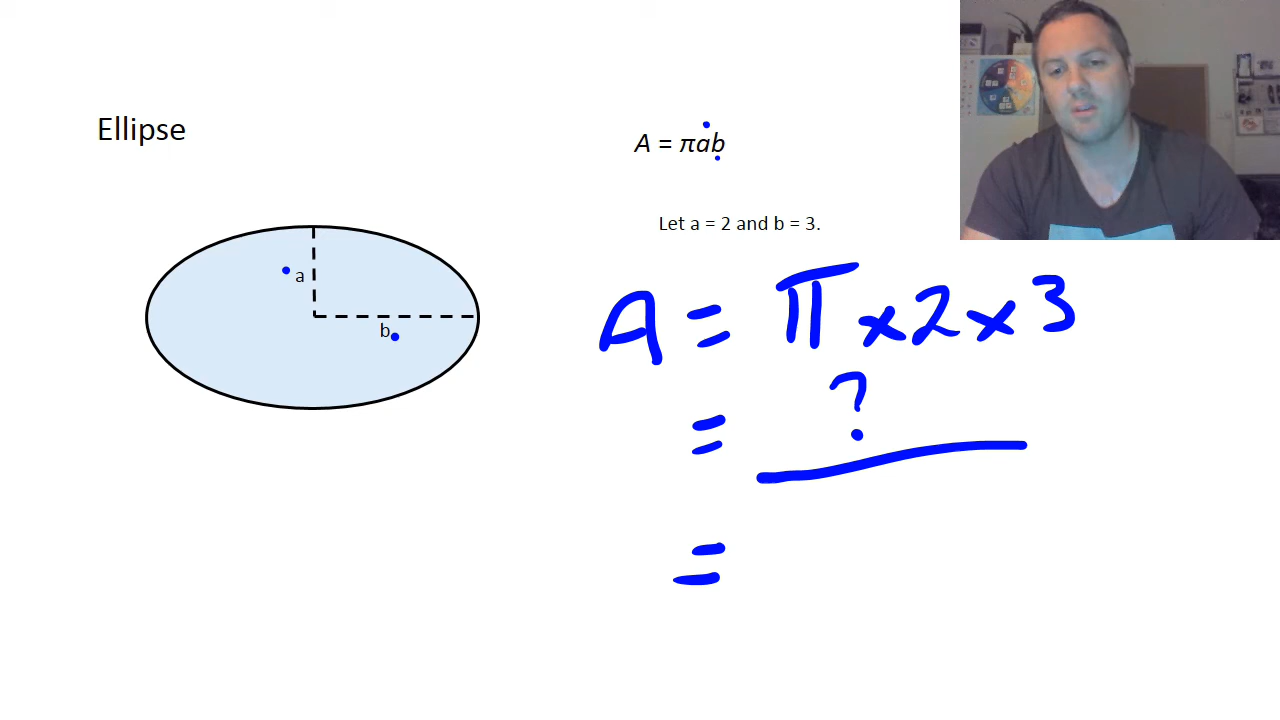 Ellipse
A = πab
Let a = 2 and b = 3.
a
b
A = π × 2 × 3
= ?
=